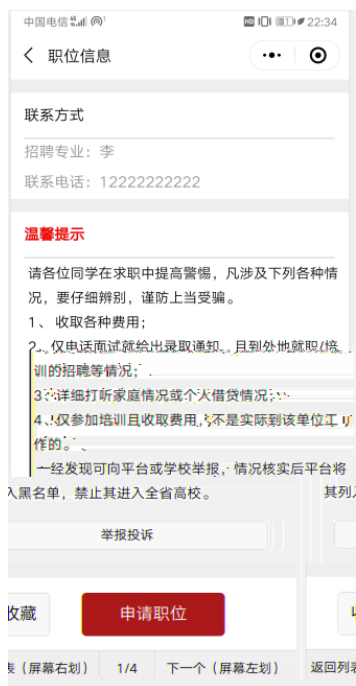 中国电信 22:34
职位信息
联系方式
招聘专业：李
联系电话：12222222222
温馨提示
请各位同学在求职中提高警惕，凡涉及下列各种情
况，要仔细辨别，谨防上当受骗。
1、 收取各种费用；
2、仅电话面试就给出录取通知，且到外地就职/培
训的招聘等情况；
3、详细打听家庭情况或个人借贷情况；
4、仅参加培训且收取费用，不是实际到该单位工
作的。
一经发现可向平台或学校举报，情况核实后平台将
入黑名单，禁止其进入全省高校。 其列
举报投诉
收藏 申请职位
表（屏幕右划） 1/4 下一个（屏幕左划） 返回列表